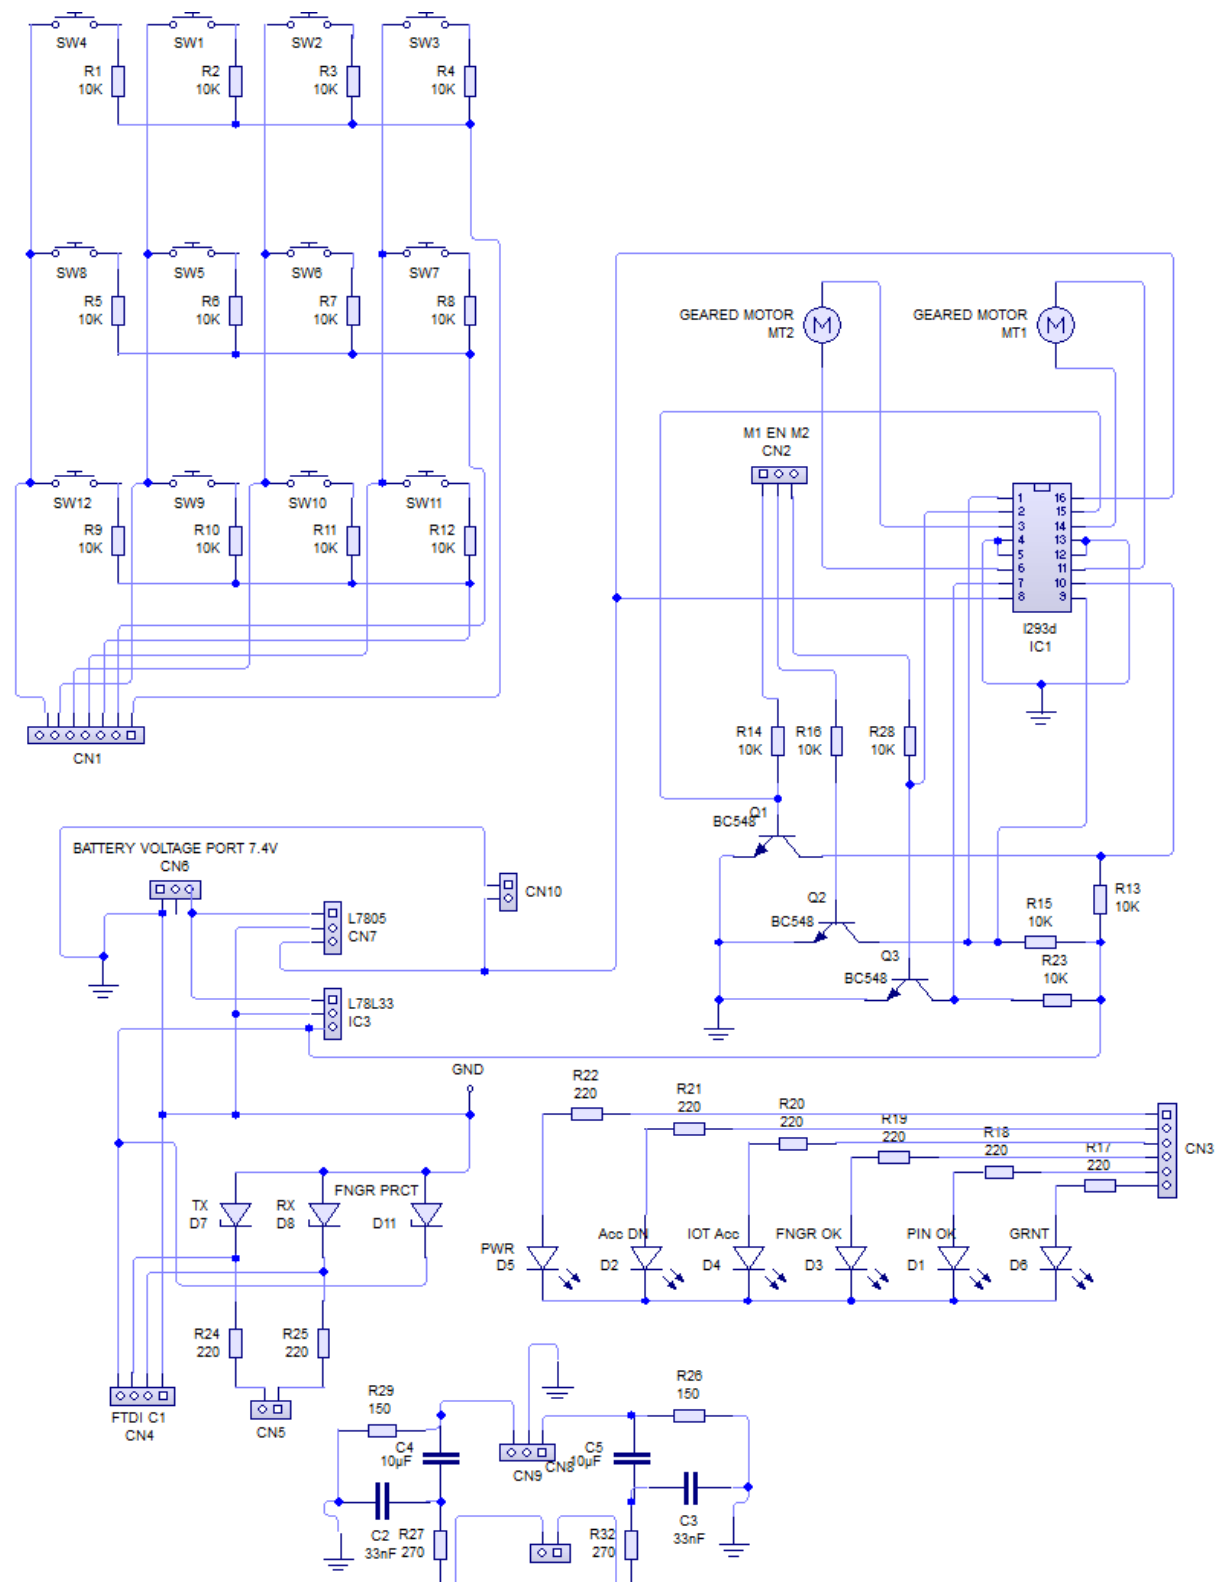 SW4
SW1
SW2
SW3
R1
10K
R2
10K
R3
10K
R4
10K
SW8
SW5
SW6
SW7
R5
10K
R6
10K
R7
10K
R8
10K
GEARED MOTOR
MT2
M
GEARED MOTOR
MT1
M
M1 EN M2
CN2
SW12
SW9
SW10
SW11
R9
10K
R10
10K
R11
10K
R12
10K
1
2
3
4
5
6
7
8
16
15
14
13
12
11
10
9
l293d
IC1
CN1
R14
10K
R16
10K
R28
10K
Q1
BC548
BATTERY VOLTAGE PORT 7.4V
CN6
CN10
L7805
CN7
Q2
BC548
R15
10K
R13
10K
Q3
BC548
R23
10K
L78L33
IC3
GND
R22
220
R21
220
R20
220
R19
220
R18
220
R17
220
CN3
FNGR PRCT
TX
D7
RX
D8
D11
PWR
D5
Acc DN
D2
IOT Acc
D4
FNGR OK
D3
PIN OK
D1
GRNT
D6
R24
220
R25
220
FTDI C1
CN4
CN5
R29
150
R26
150
C4
10µF
CN9
CN8
C5
10µF
C2
33nF
R27
270
R32
270
C3
33nF